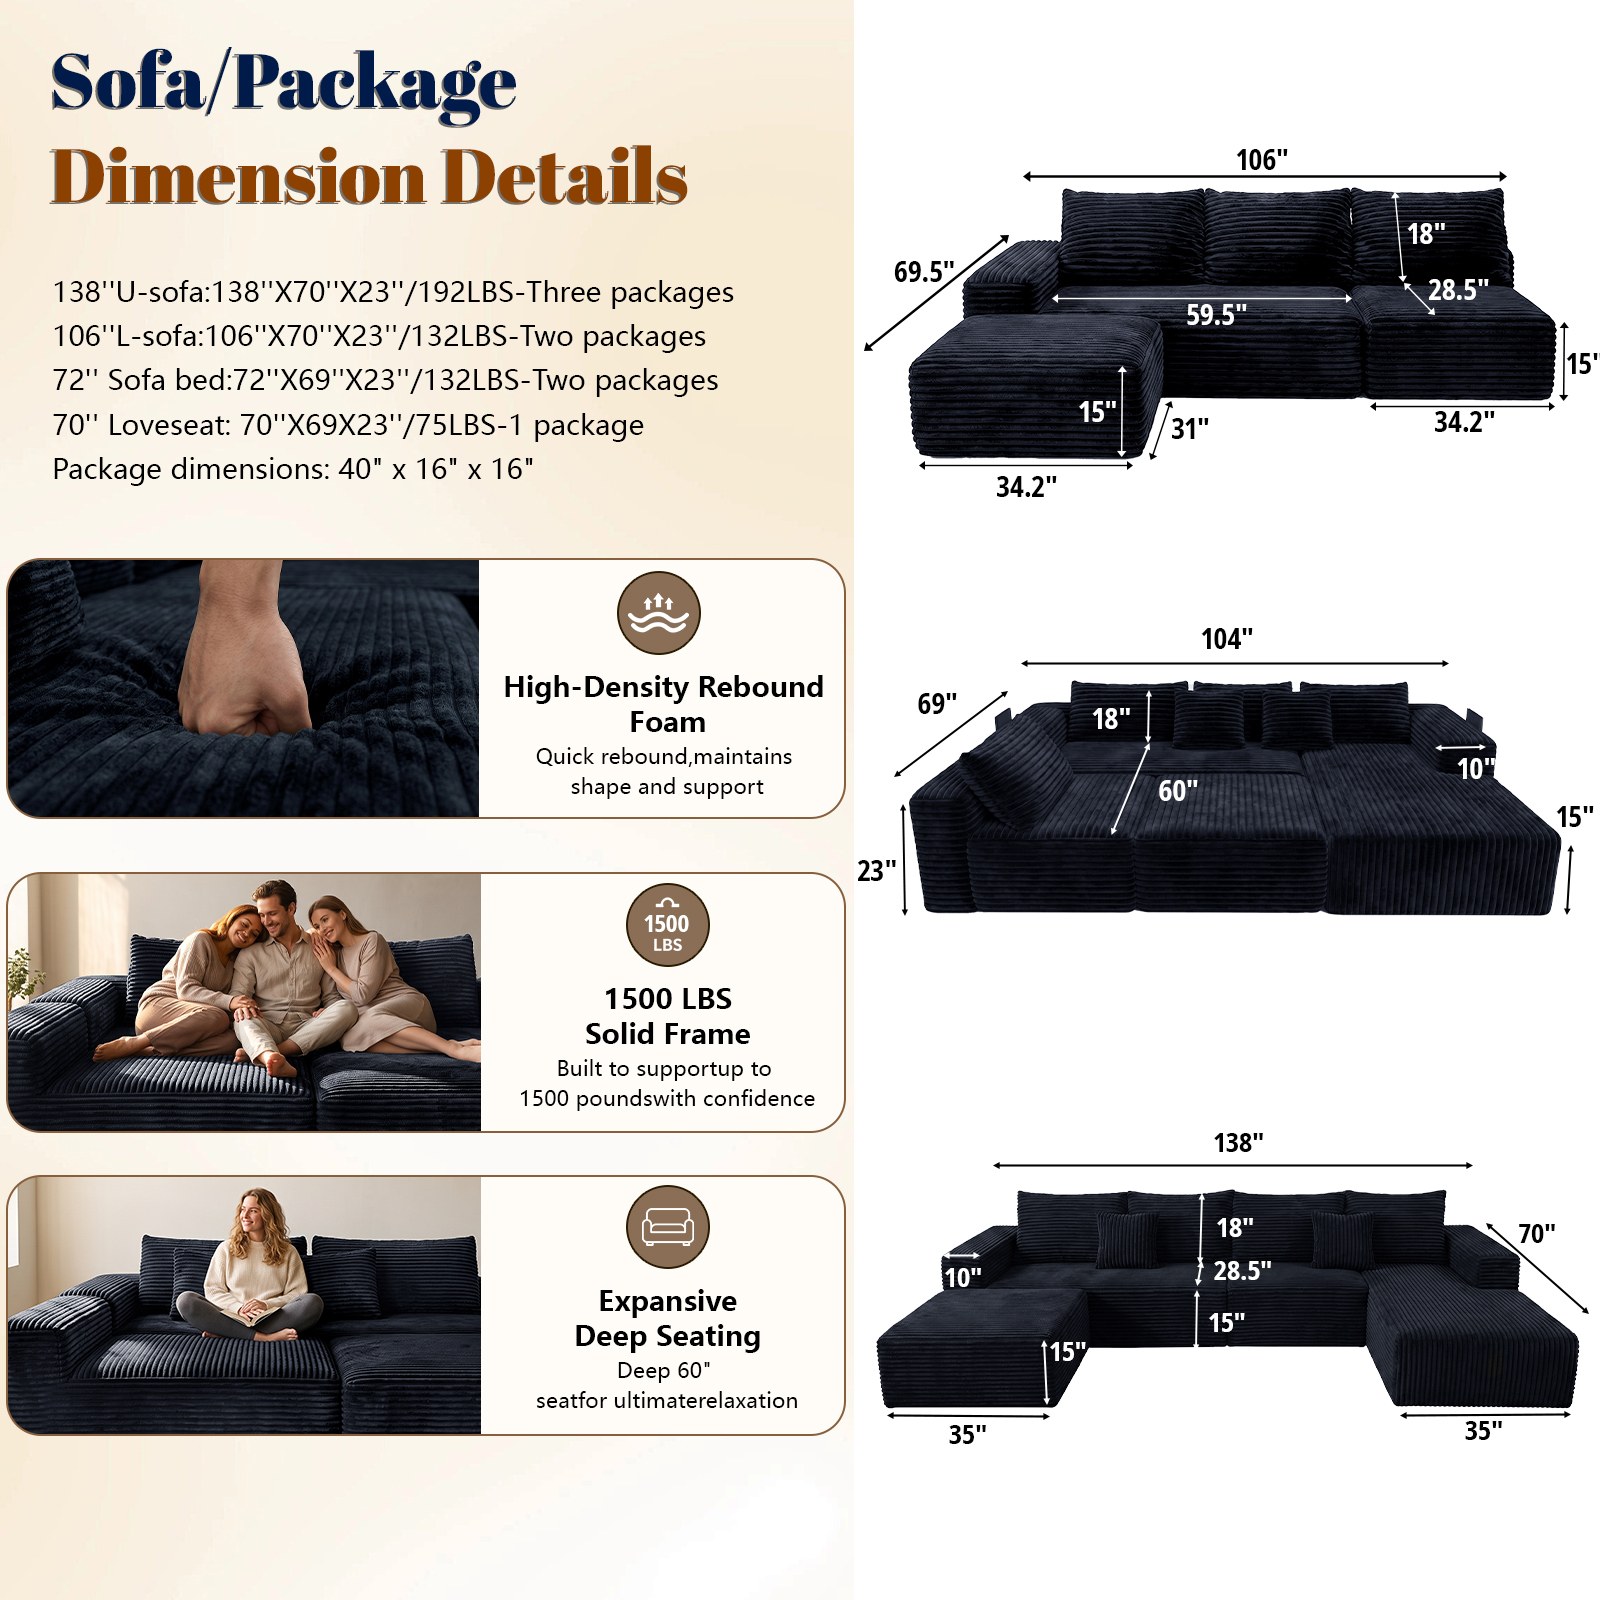 Sofa/Package
Dimension Details
138''U-sofa:138''X70''X23''/192LBS-Three packages
106''L-sofa:106''X70''X23''/132LBS-Two packages
72'' Sofa bed:72''X69''X23''/132LBS-Two packages
70'' Loveseat: 70''X69X23''/75LBS-1 package
Package dimensions: 40" x 16" x 16"
High-Density Rebound
Foam
Quick rebound,maintains
shape and support
1500
LBS
1500 LBS
Solid Frame
Built to supportup to
1500 poundswith confidence
Expansive
Deep Seating
Deep 60"
seatfor ultimaterelaxation
106"
69.5"
18"
28.5"
59.5"
15"
15"
31"
34.2"
34.2"
104"
69"
18"
10"
60"
15"
23"
138"
18"
70"
10"
28.5"
15"
15"
35"
35"